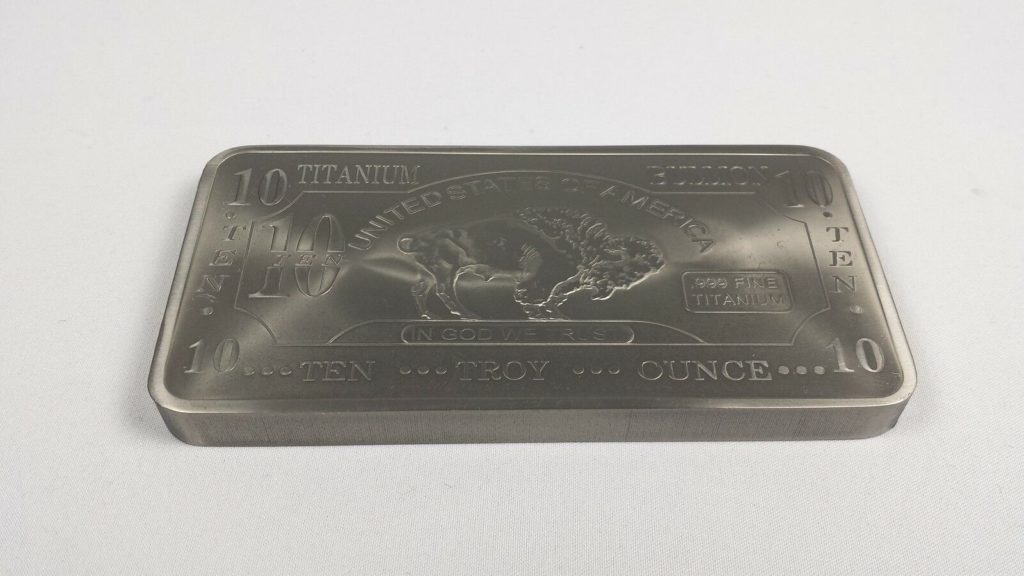 10 TITANIUM BULLION 10
UNITED STATES OF AMERICA
10
TEN
TEN
TEN
.999 FINE
TITANIUM
IN GOD WE TRUST
10 ... TEN ... TROY ... OUNCE ... 10